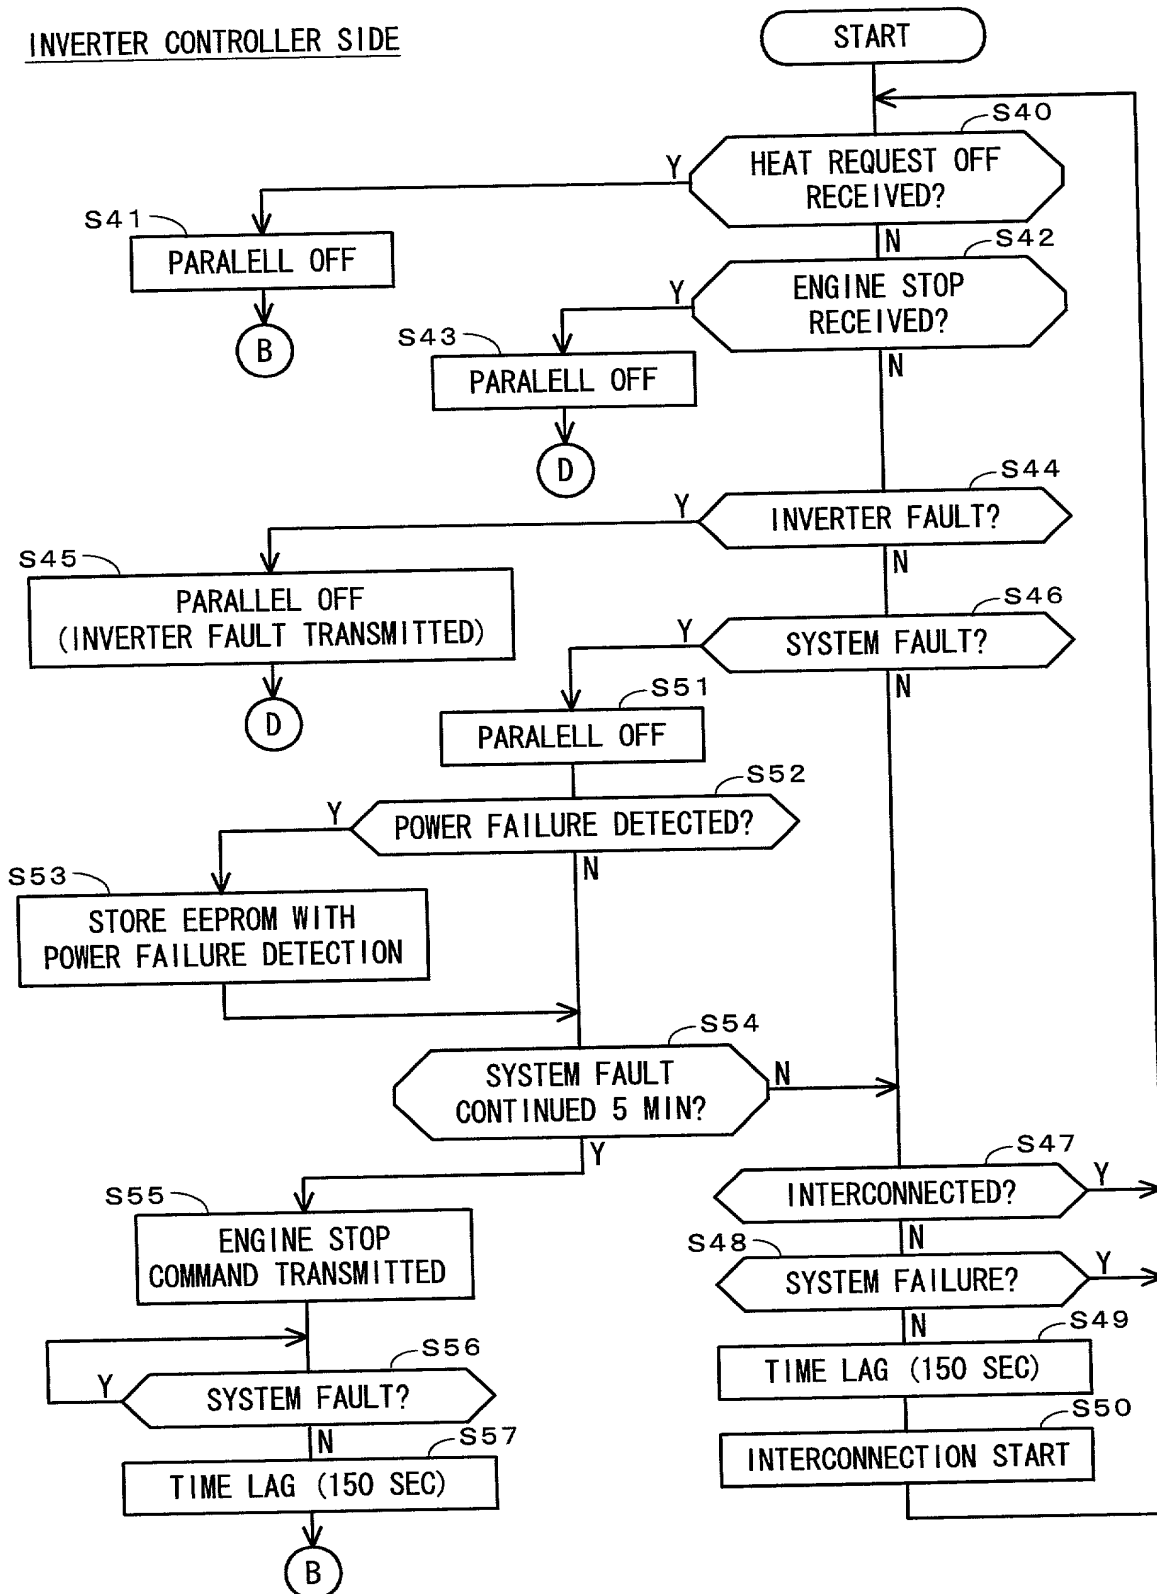 INVERTER CONTROLLER SIDE
START
S40
HEAT REQUEST OFF
RECEIVED?
Y
N
S41
PARALELL OFF
B
S42
ENGINE STOP
RECEIVED?
Y
N
S43
PARALELL OFF
D
S44
INVERTER FAULT?
Y
N
S45
PARALLEL OFF
(INVERTER FAULT TRANSMITTED)
D
S46
SYSTEM FAULT?
Y
N
S51
PARALELL OFF
S52
POWER FAILURE DETECTED?
Y
N
S53
STORE EEPROM WITH
POWER FAILURE DETECTION
S54
SYSTEM FAULT
CONTINUED 5 MIN?
N
Y
S47
INTERCONNECTED?
Y
N
S55
ENGINE STOP
COMMAND TRANSMITTED
S48
SYSTEM FAILURE?
Y
N
S49
TIME LAG (150 SEC)
S56
SYSTEM FAULT?
Y
N
S50
INTERCONNECTION START
S57
TIME LAG (150 SEC)
B